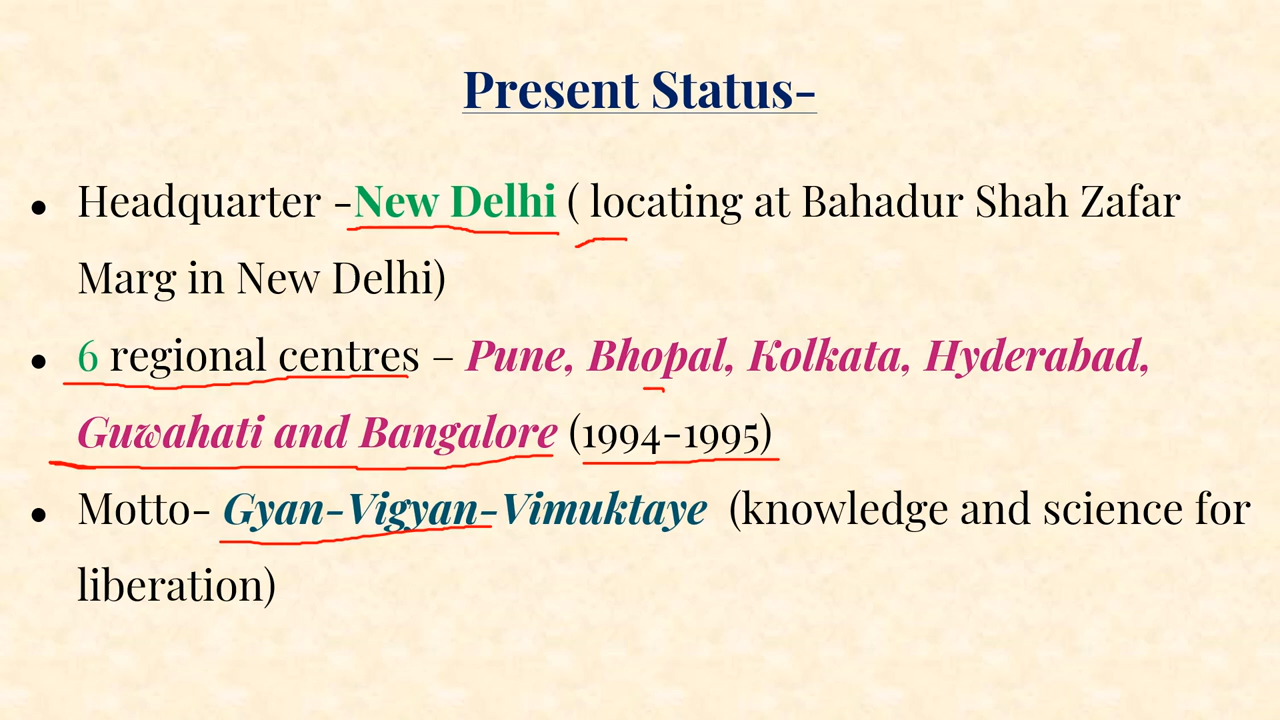 Present Status-
• Headquarter -New Delhi ( locating at Bahadur Shah Zafar
Marg in New Delhi)
• 6 regional centres – Pune, Bhopal, Kolkata, Hyderabad,
Guwahati and Bangalore (1994-1995)
• Motto- Gyan-Vigyan-Vimuktaye (knowledge and science for
liberation)